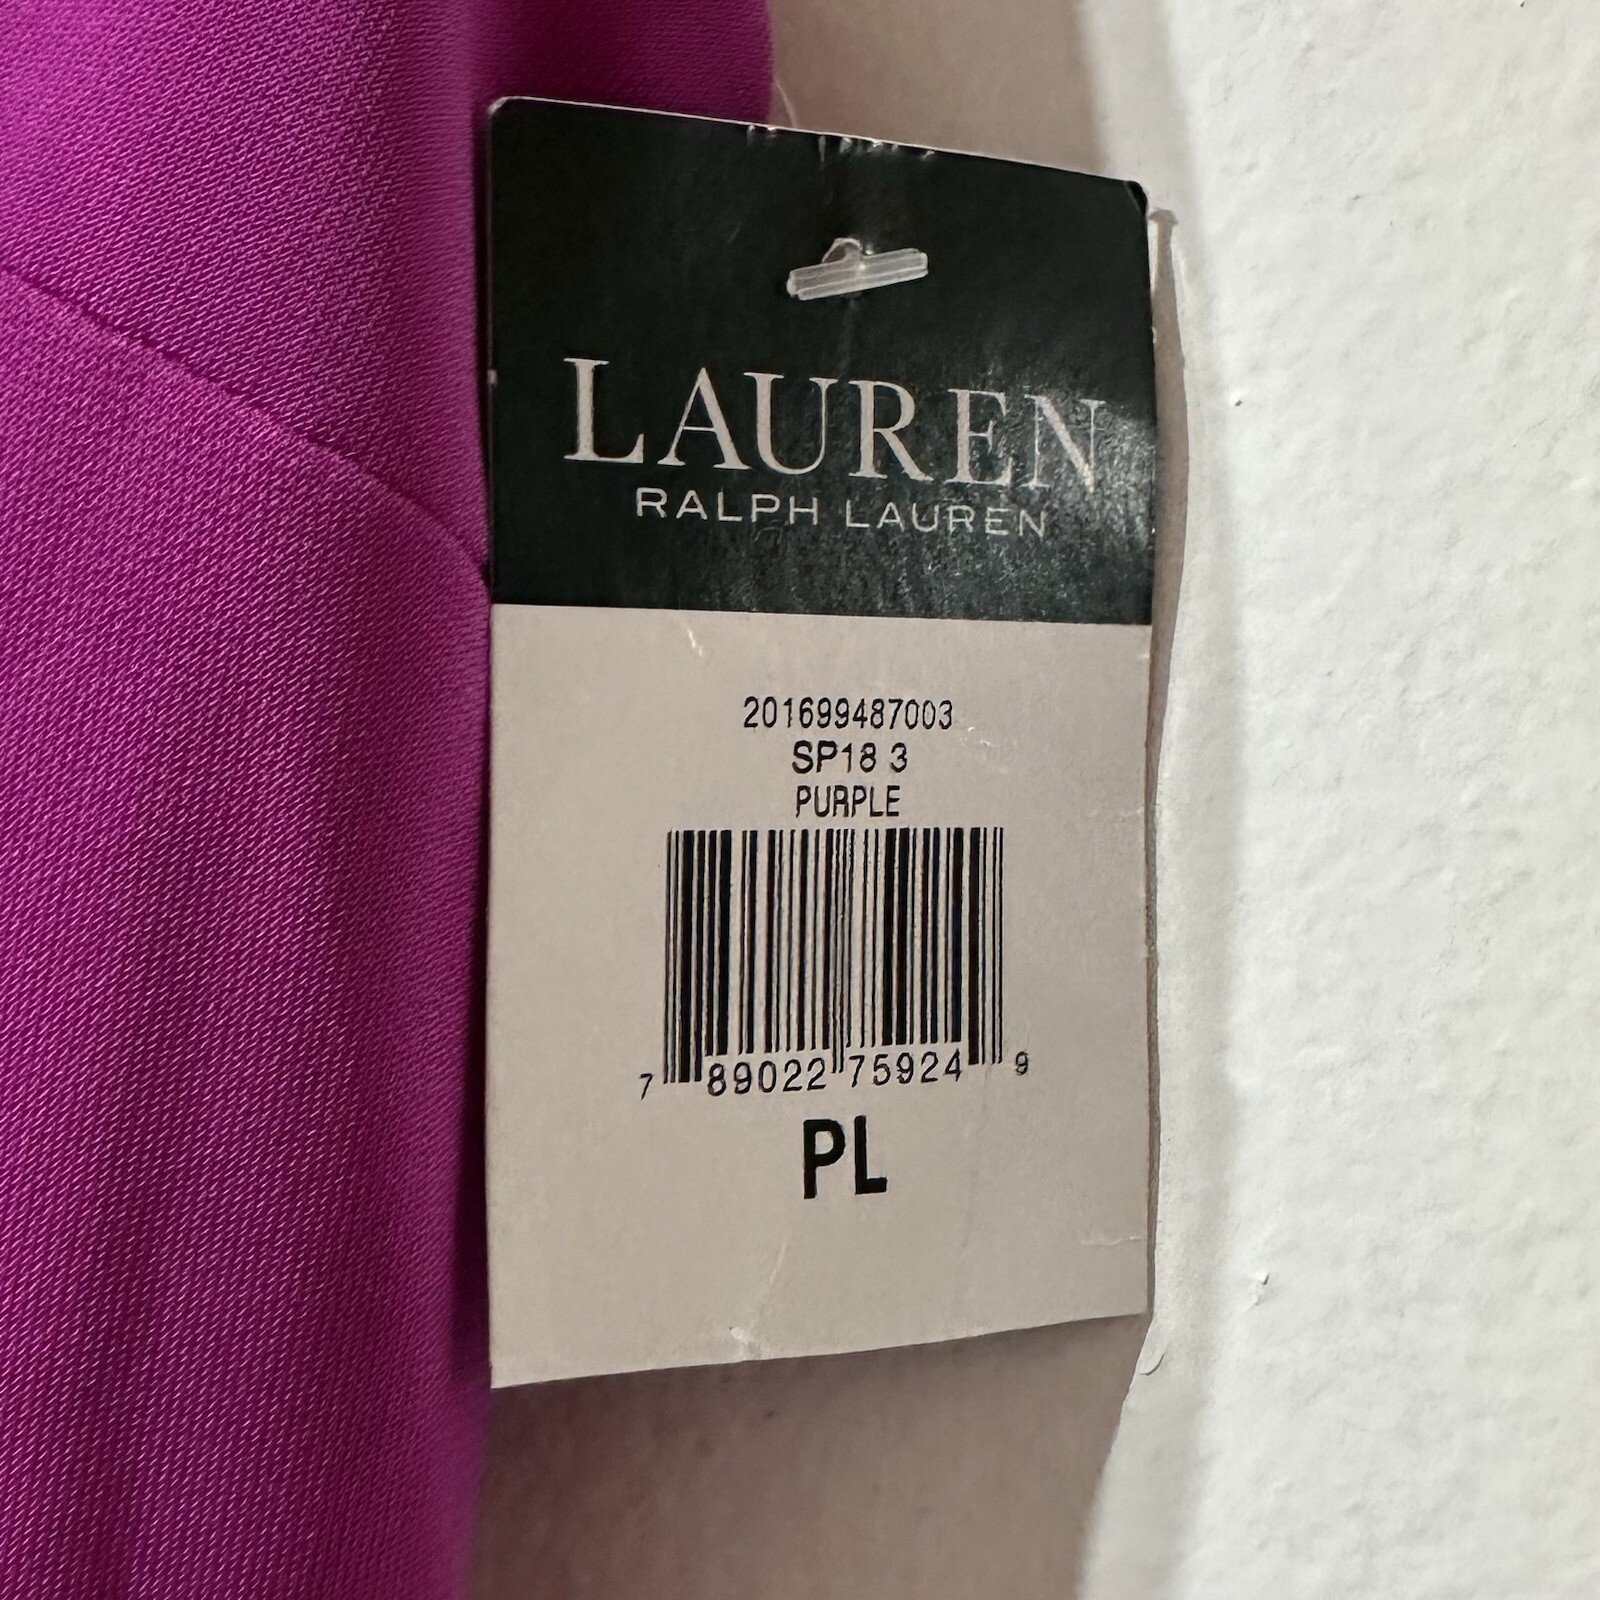 LAUREN
RALPH LAUREN
201699487003
SP18 3
PURPLE
7 89022 75924 9
PL